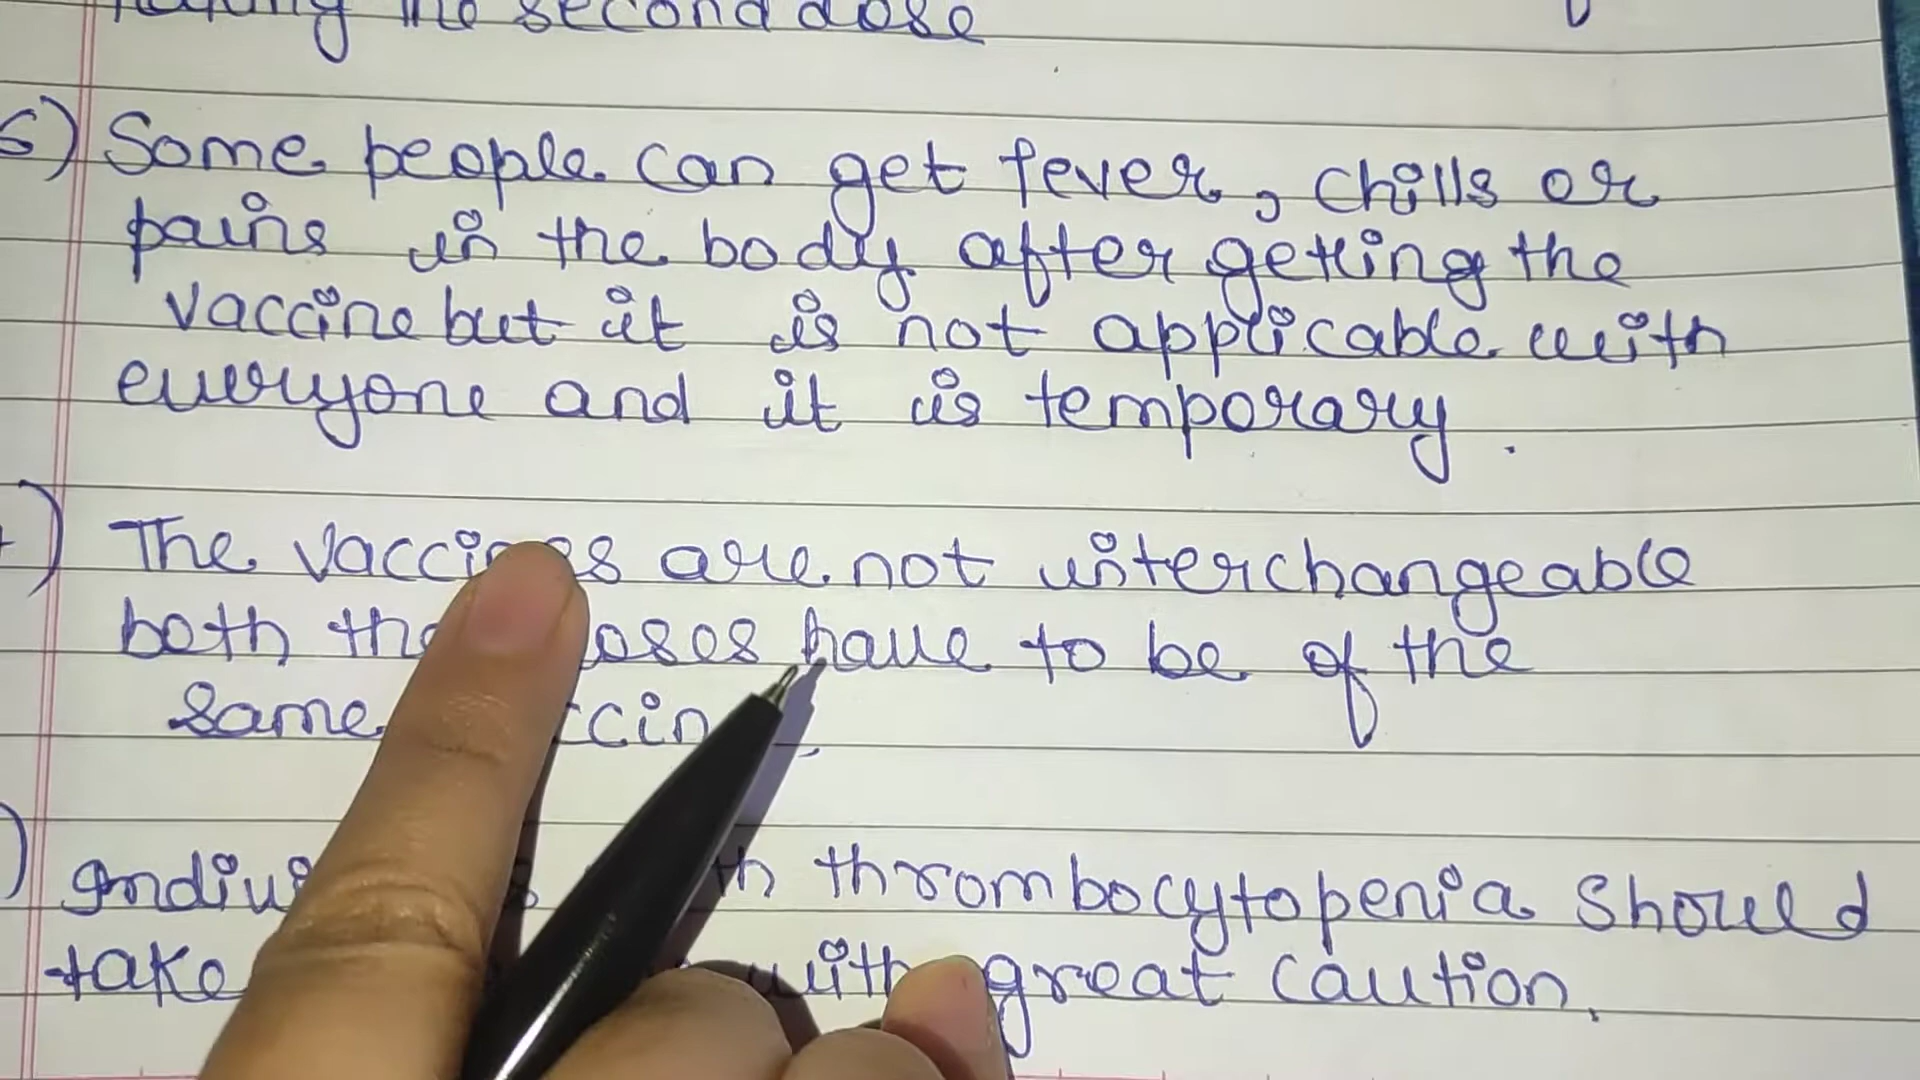 the second dose
6) Some people can get fever, chills or
pains in the body after getting the
vaccine but it is not applicable with
everyone and it is temporary.
) The vaccines are not interchangeable
both the doses have to be of the
same
) thrombocytopenia should
take with great caution.